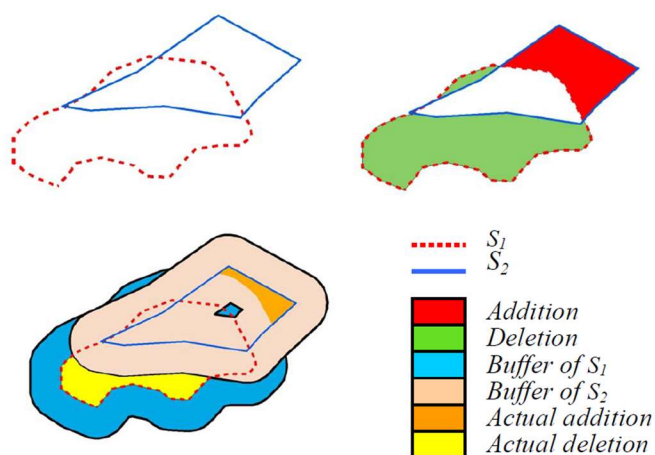 S1
S2
Addition
Deletion
Buffer of S1
Buffer of S2
Actual addition
Actual deletion